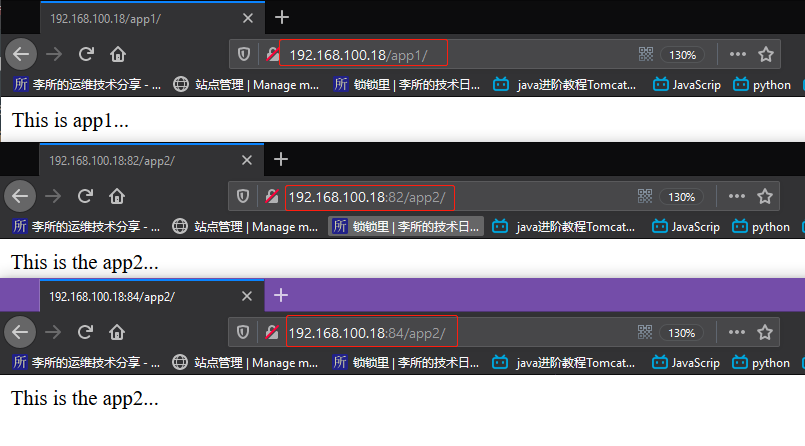 192.168.100.18/app1/
192.168.100.18/app1/ 130%
李所的运维技术分享 - ... 站点管理 | Manage m... 所 锁锁里 | 李所的技术日... java进阶教程Tomcat... JavaScrip python
This is app1...
192.168.100.18:82/app2/
192.168.100.18:82/app2/ 130%
所 李所的运维技术分享 - ... 站点管理 | Manage m... 所 锁锁里 | 李所的技术日... java进阶教程Tomcat... JavaScrip python
This is the app2...
192.168.100.18:84/app2/
192.168.100.18:84/app2/ 130%
所 李所的运维技术分享 - ... 站点管理 | Manage m... 所 锁锁里 | 李所的技术日... java进阶教程Tomcat... JavaScrip python
This is the app2...